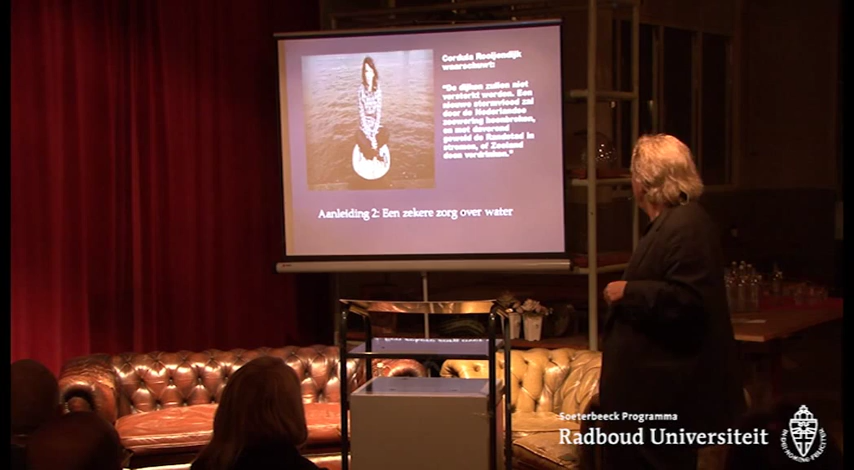 Cordula Rooijendijk
waarschuwt:
"De dijken zullen niet
versterkt worden. Een
nieuwe stormvloed zal
door de Nederlandse
zeewering heenbreken,
en met daverend
geweld de Randstad in
stromen, of Zeeland
doen verdrinken."
Aanleiding 2: Een zekere zorg over water
Soeterbeeck Programma
Radboud Universiteit